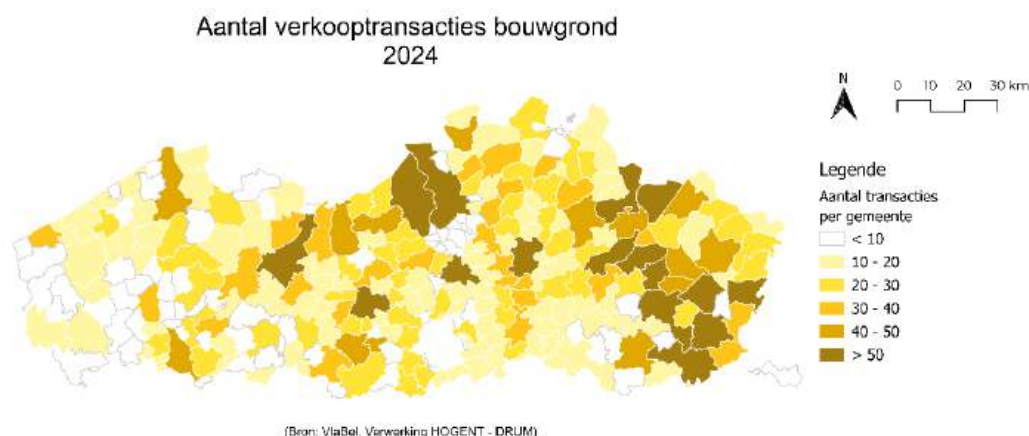 Aantal verkooptransacties bouwgrond
2024
N
0 10 20 30 km
Legende
Aantal transacties
per gemeente
< 10
10 - 20
20 - 30
30 - 40
40 - 50
> 50
(Bron: VlaBel, Verwerking HOGENT - DRUM)